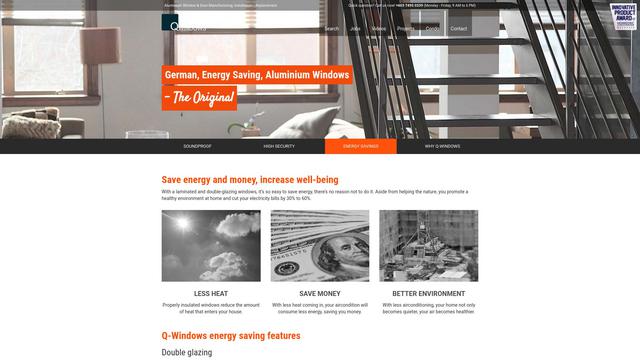 Aluminium Window & Door Manufacturing, Installation, Replacement
Quick question? Call us now!
(Monday - Friday, 9 AM to 6 PM)
INNOVATIVE
PRODUCT
AWARD
Search Jobs Videos Projects Contact
German, Energy Saving, Aluminium Windows
- The Original
SOUNDPROOF HIGH SECURITY ENERGY SAVINGS WHY Q WINDOWS
Save energy and money, increase well-being
With a laminated and double-glazing windows, it's so easy to save energy, there's no reason not to do it. Aside from helping the nature, you promote a
healthy environment at home and cut your electricity bills by 30% to 60%.
LESS HEAT
Properly insulated windows reduce the amount
of heat that enters your house.
SAVE MONEY
With less heat coming in, your aircondition will
consume less energy, saving you money.
BETTER ENVIRONMENT
With less airconditioning, your home not only
becomes quieter, your air becomes healthier.
Q-Windows energy saving features
Double glazing